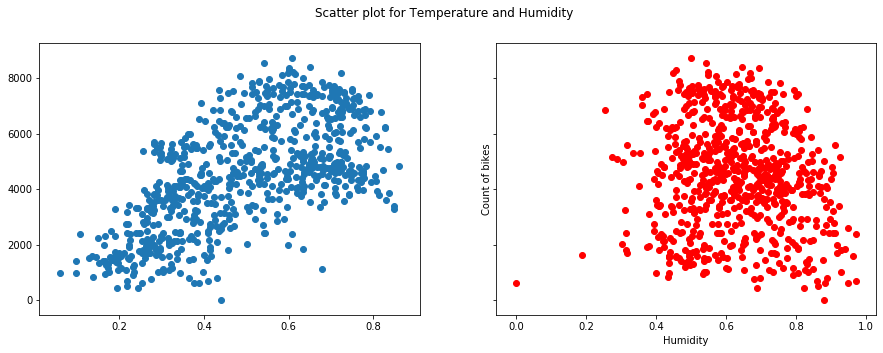 Scatter plot for Temperature and Humidity
8000
6000
4000
2000
0
0.2 0.4 0.6 0.8
Count of bikes
0.0 0.2 0.4 0.6 0.8 1.0
Humidity